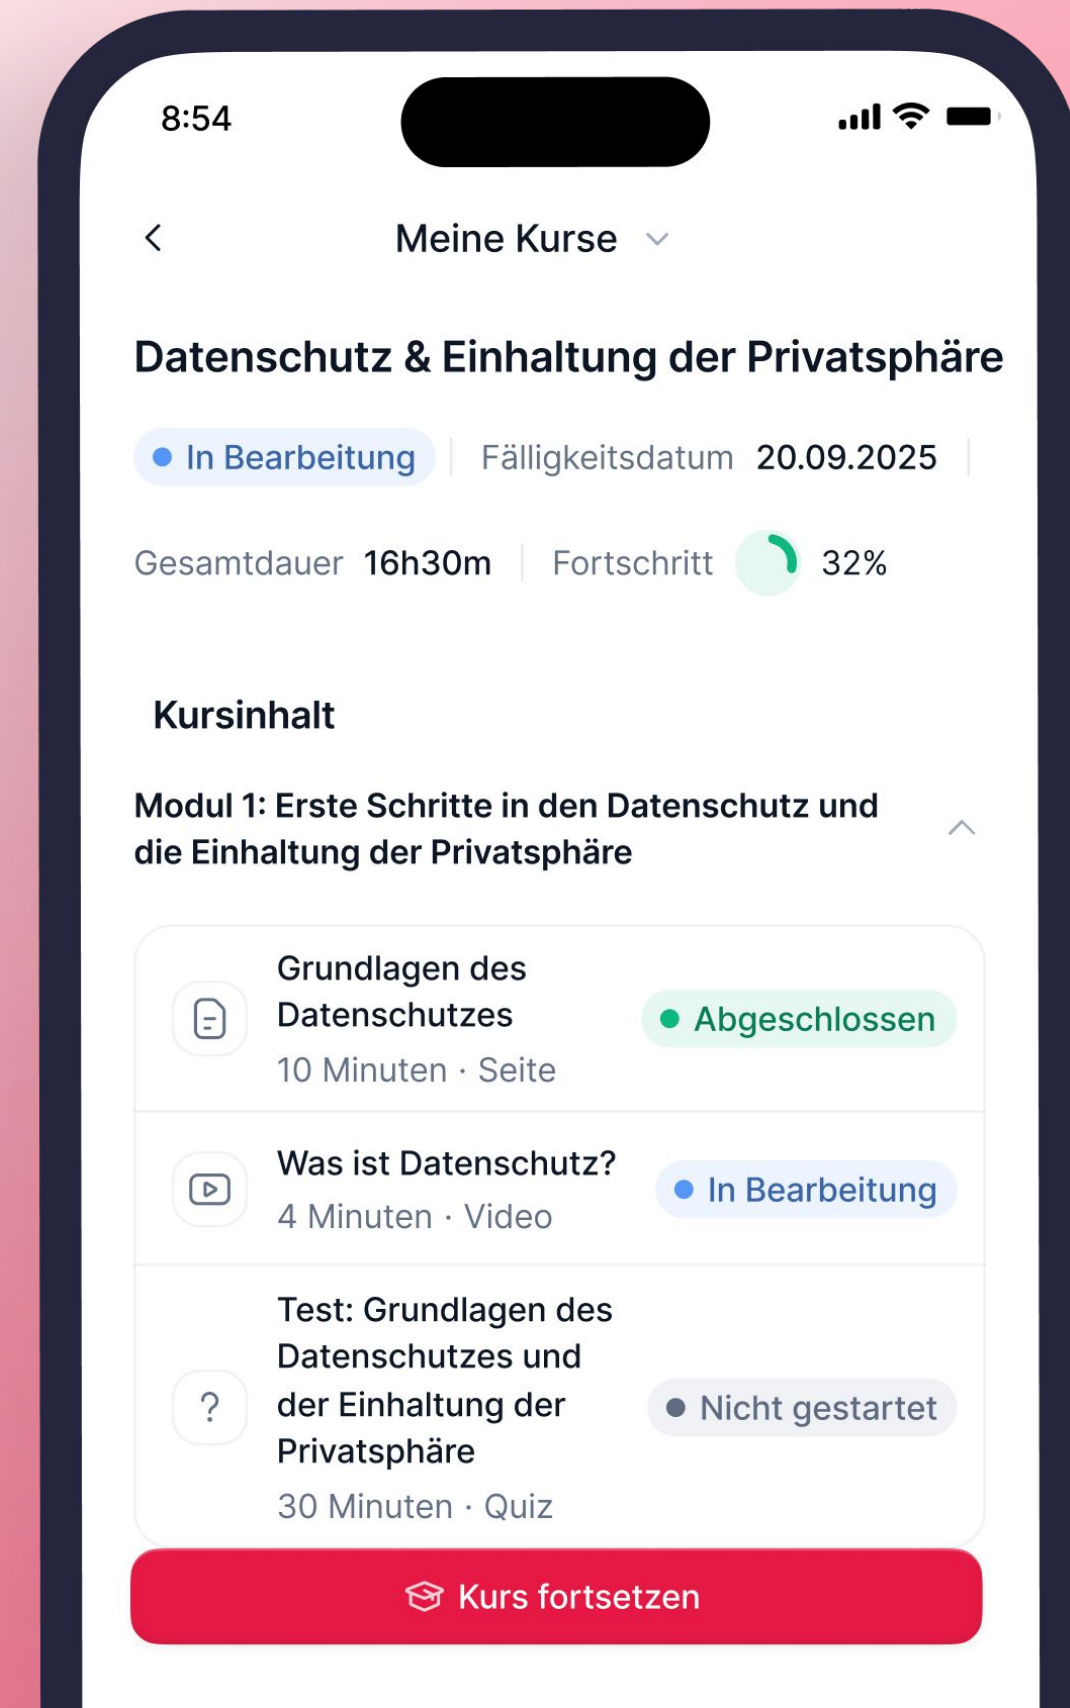 8:54
Meine Kurse
Datenschutz & Einhaltung der Privatsphäre
In Bearbeitung
Fälligkeitsdatum 20.09.2025
Gesamtdauer 16h30m
Fortschritt 32%
Kursinhalt
Modul 1: Erste Schritte in den Datenschutz und
die Einhaltung der Privatsphäre
Grundlagen des
Datenschutzes
10 Minuten · Seite
Abgeschlossen
Was ist Datenschutz?
4 Minuten · Video
In Bearbeitung
Test: Grundlagen des
Datenschutzes und
der Einhaltung der
Privatsphäre
30 Minuten · Quiz
Nicht gestartet
Kurs fortsetzen